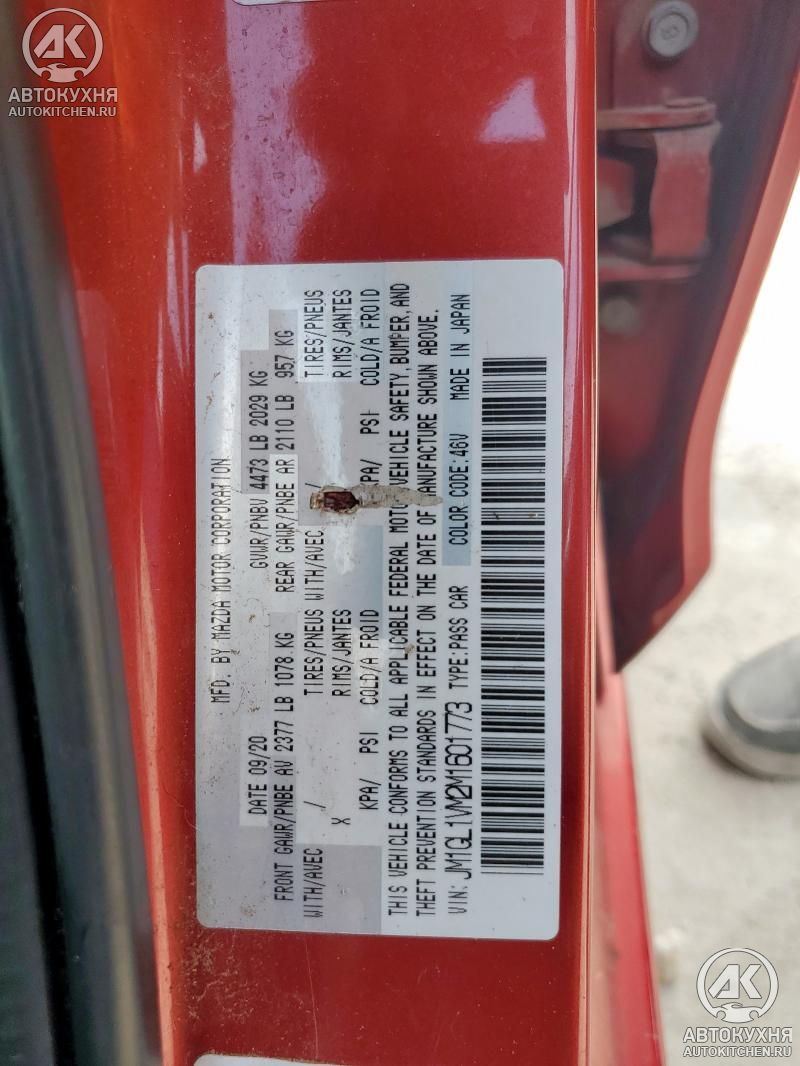 AK
АВТОКУХНЯ
AUTOKITCHEN.RU
MFD. BY MAZDA MOTOR CORPORATION
DATE 09/20 GVWR/PNBV 4473 LB 2029 KG
FRONT GAWR/PNBE AV 2377 LB 1078 KG REAR GAWR/PNBE AR 2110 LB 957 KG
WITH/AVEC / TIRES/PNEUS WITH/AVEC / TIRES/PNEUS
X RIMS/JANTES RIMS/JANTES
KPA/ PSI COLD/A FROID KPA/ PSI COLD/A FROID
THIS VEHICLE CONFORMS TO ALL APPLICABLE FEDERAL MOTOR VEHICLE SAFETY, BUMPER, AND
THEFT PREVENTION STANDARDS IN EFFECT ON THE DATE OF MANUFACTURE SHOWN ABOVE.
VIN: JM1GL1VM2M1601773 TYPE: PASS CAR COLOR CODE: 46V MADE IN JAPAN
AK
АВТОКУХНЯ
AUTOKITCHEN.RU